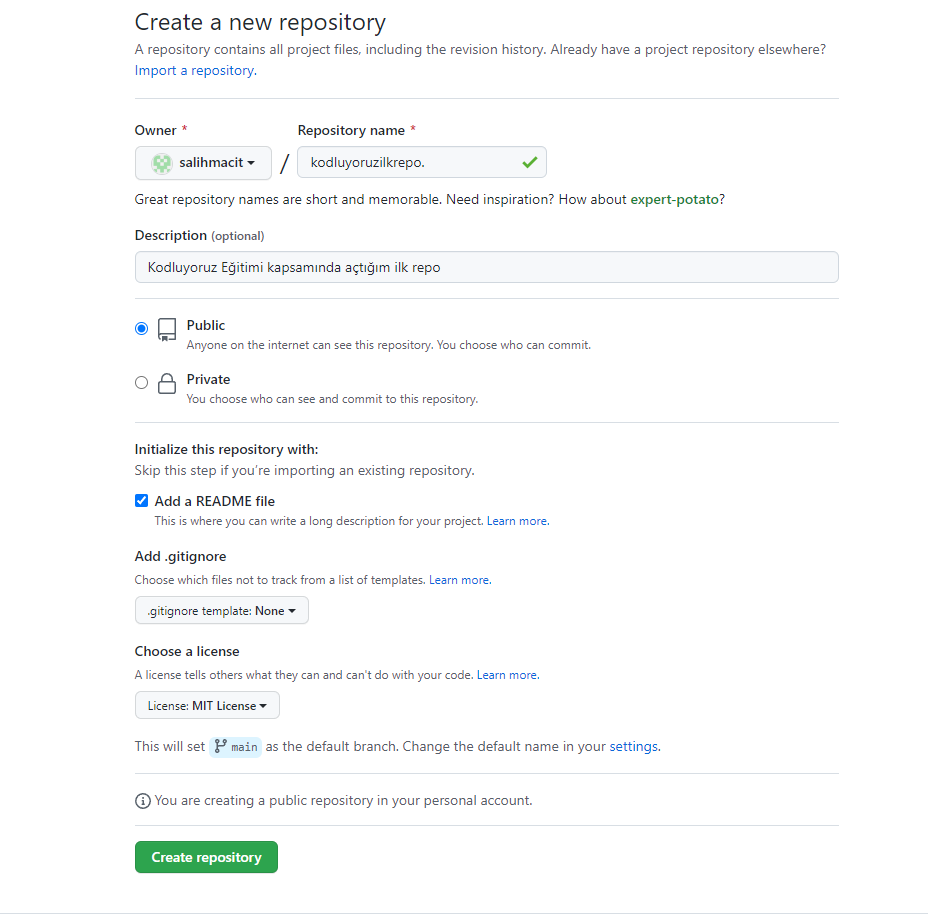 Create a new repository
A repository contains all project files, including the revision history. Already have a project repository elsewhere?
Import a repository.
Owner * Repository name *
salihmacit / kodluyoruzilkrepo.
Great repository names are short and memorable. Need inspiration? How about expert-potato?
Description (optional)
Kodluyoruz Eğitimi kapsamında açtığım ilk repo
Public
Anyone on the internet can see this repository. You choose who can commit.
Private
You choose who can see and commit to this repository.
Initialize this repository with:
Skip this step if you're importing an existing repository.
Add a README file
This is where you can write a long description for your project. Learn more.
Add .gitignore
Choose which files not to track from a list of templates. Learn more.
.gitignore template: None
Choose a license
A license tells others what they can and can't do with your code. Learn more.
License: MIT License
This will set main as the default branch. Change the default name in your settings.
You are creating a public repository in your personal account.
Create repository